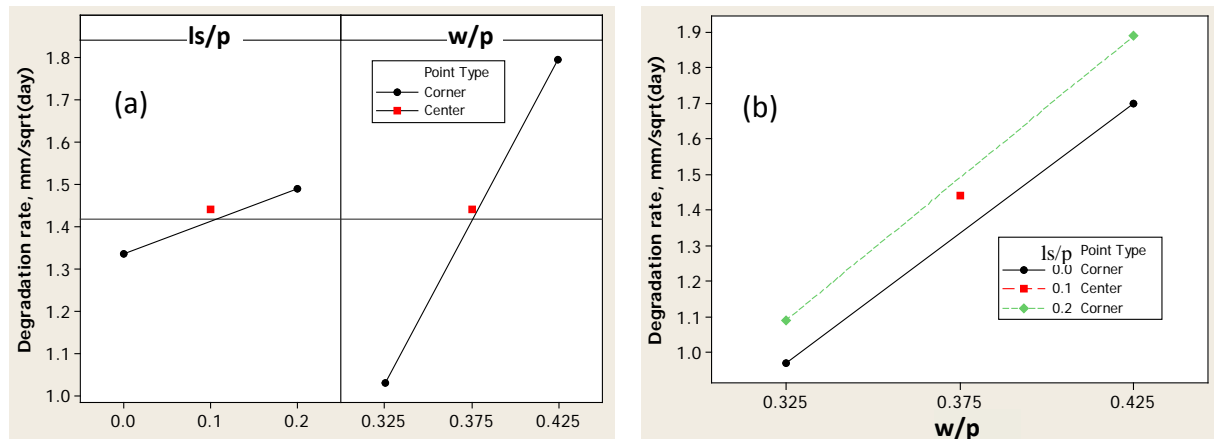 ls/p
w/p
Degradation rate, mm/sqrt(day)
1.8
1.7
1.6
1.5
1.4
1.3
1.2
1.1
1.0
(a)
Point Type
Corner
Center
0.0
0.1
0.2
0.325
0.375
0.425
Degradation rate, mm/sqrt(day)
1.9
1.8
1.7
1.6
1.5
1.4
1.3
1.2
1.1
1.0
(b)
ls/p Point Type
0.0 Corner
0.1 Center
0.2 Corner
0.325
0.375
0.425
w/p